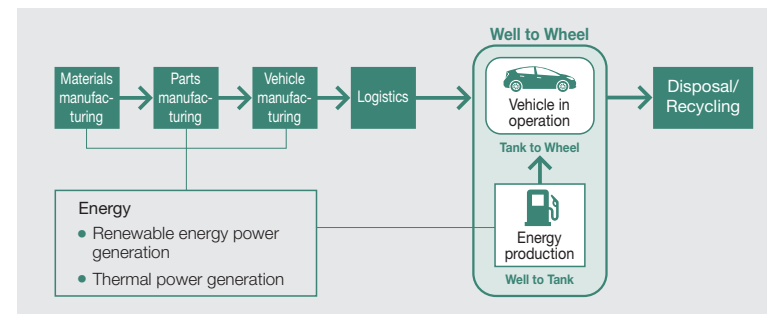 Well to Wheel
Materials
manufac-
turing
Parts
manufac-
turing
Vehicle
manufac-
turing
Logistics
Vehicle in
operation
Tank to Wheel
Disposal/
Recycling
Energy
● Renewable energy power
generation
● Thermal power generation
Energy
production
Well to Tank